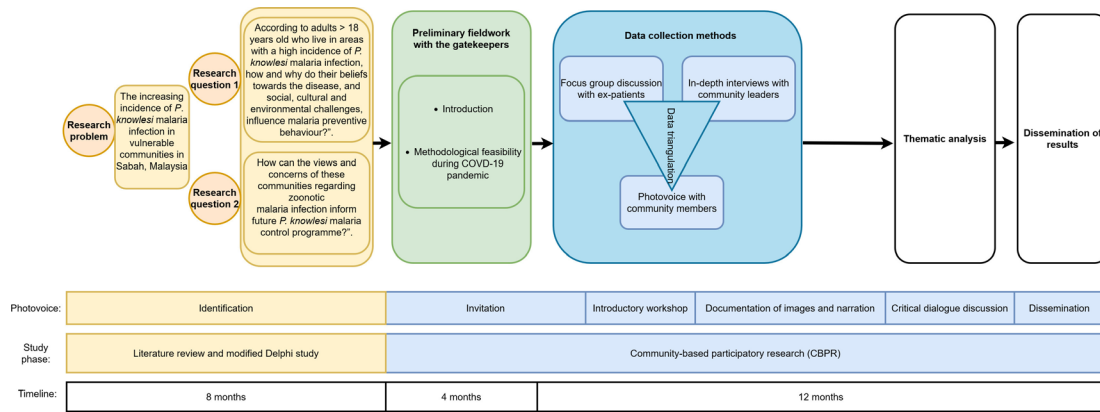 Research
problem
The increasing
incidence of P.
knowlesi malaria
infection in
vulnerable
communities in
Sabah, Malaysia
Research
question 1
According to adults > 18
years old who live in areas
with a high incidence of P.
knowlesi malaria infection,
how and why do their beliefs
towards the disease, and
social, cultural and
environmental challenges,
influence malaria preventive
behaviour?".
Research
question 2
How can the views and
concerns of these
communities regarding
zoonotic
malaria infection inform
future P. knowlesi malaria
control programme?".
Preliminary fieldwork
with the gatekeepers
• Introduction
• Methodological feasibility
during COVD-19
pandemic
Data collection methods
Focus group discussion
with ex-patients
In-depth interviews with
community leaders
Data triangulation
Photovoice with
community members
Thematic analysis
Dissemination of
results
Photovoice:
Identification
Invitation
Introductory workshop
Documentation of images and narration
Critical dialogue discussion
Dissemination
Study
phase:
Literature review and modified Delphi study
Community-based participatory research (CBPR)
Timeline:
8 months
4 months
12 months